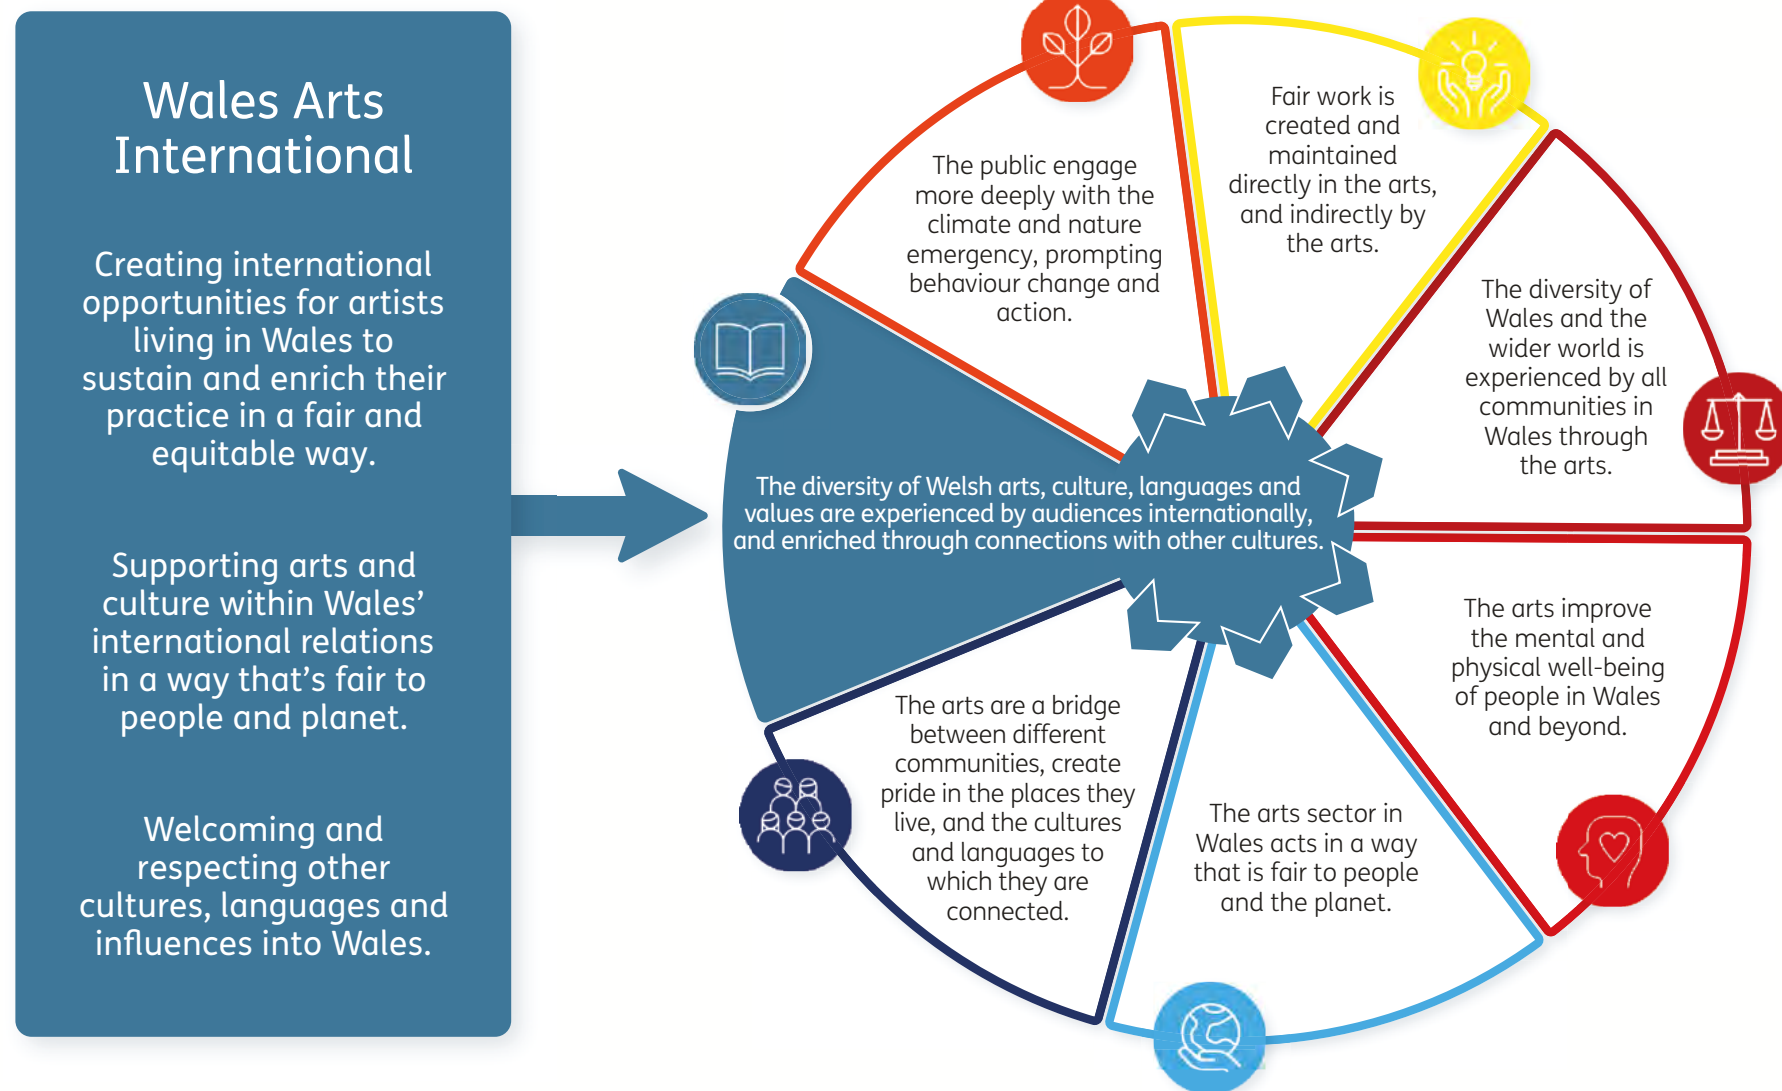 Wales Arts
International
Creating international
opportunities for artists
living in Wales to
sustain and enrich their
practice in a fair and
equitable way.
Supporting arts and
culture within Wales’
international relations
in a way that’s fair to
people and planet.
Welcoming and
respecting other
cultures, languages and
influences into Wales.
The diversity of Welsh arts, culture, languages and
values are experienced by audiences internationally,
and enriched through connections with other cultures.
The public engage
more deeply with the
climate and nature
emergency, prompting
behaviour change and
action.
Fair work is
created and
maintained
directly in the arts,
and indirectly by
the arts.
The diversity of
Wales and the
wider world is
experienced by all
communities in
Wales through
the arts.
The arts improve
the mental and
physical well-being
of people in Wales
and beyond.
The arts sector in
Wales acts in a way
that is fair to people
and the planet.
The arts are a bridge
between different
communities, create
pride in the places they
live, and the cultures
and languages to
which they are
connected.